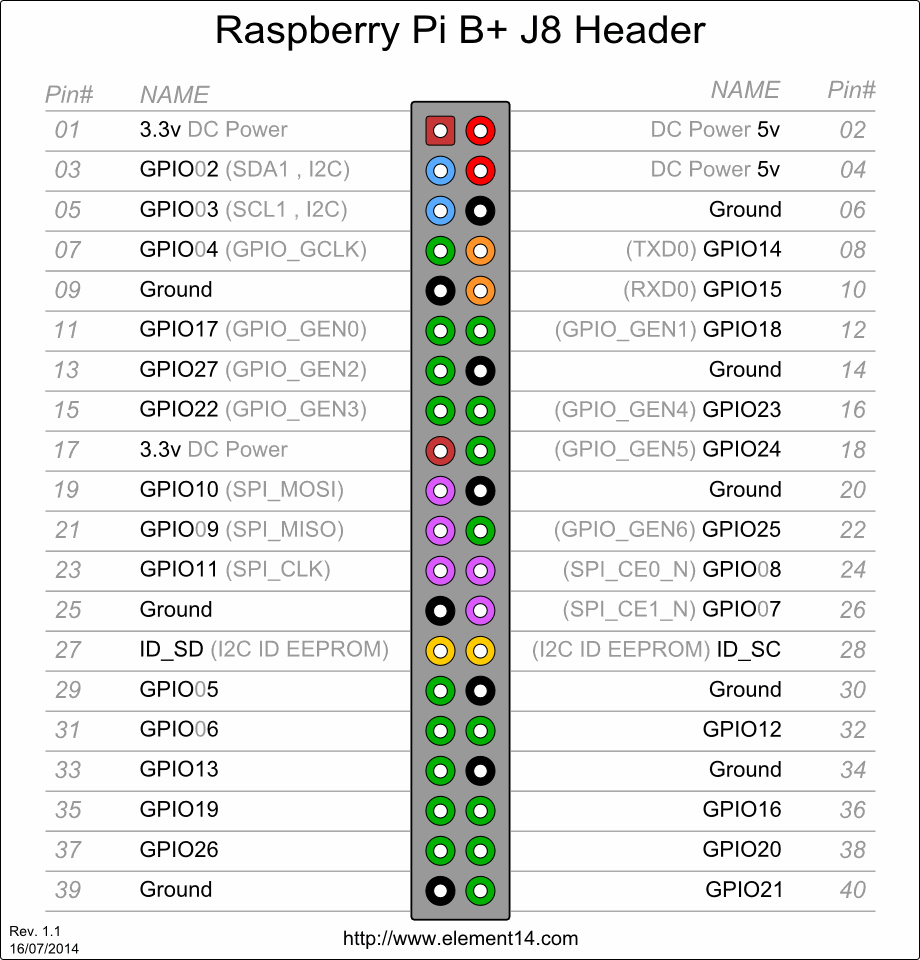 Raspberry Pi B+ J8 Header
Pin# NAME NAME Pin#
01 3.3v DC Power DC Power 5v 02
03 GPIO02 (SDA1 , I2C) DC Power 5v 04
05 GPIO03 (SCL1 , I2C) Ground 06
07 GPIO04 (GPIO_GCLK) (TXD0) GPIO14 08
09 Ground (RXD0) GPIO15 10
11 GPIO17 (GPIO_GEN0) (GPIO_GEN1) GPIO18 12
13 GPIO27 (GPIO_GEN2) Ground 14
15 GPIO22 (GPIO_GEN3) (GPIO_GEN4) GPIO23 16
17 3.3v DC Power (GPIO_GEN5) GPIO24 18
19 GPIO10 (SPI_MOSI) Ground 20
21 GPIO09 (SPI_MISO) (GPIO_GEN6) GPIO25 22
23 GPIO11 (SPI_CLK) (SPI_CE0_N) GPIO08 24
25 Ground (SPI_CE1_N) GPIO07 26
27 ID_SD (I2C ID EEPROM) (I2C ID EEPROM) ID_SC 28
29 GPIO05 Ground 30
31 GPIO06 GPIO12 32
33 GPIO13 Ground 34
35 GPIO19 GPIO16 36
37 GPIO26 GPIO20 38
39 Ground GPIO21 40
Rev. 1.1
16/07/2014
http://www.element14.com